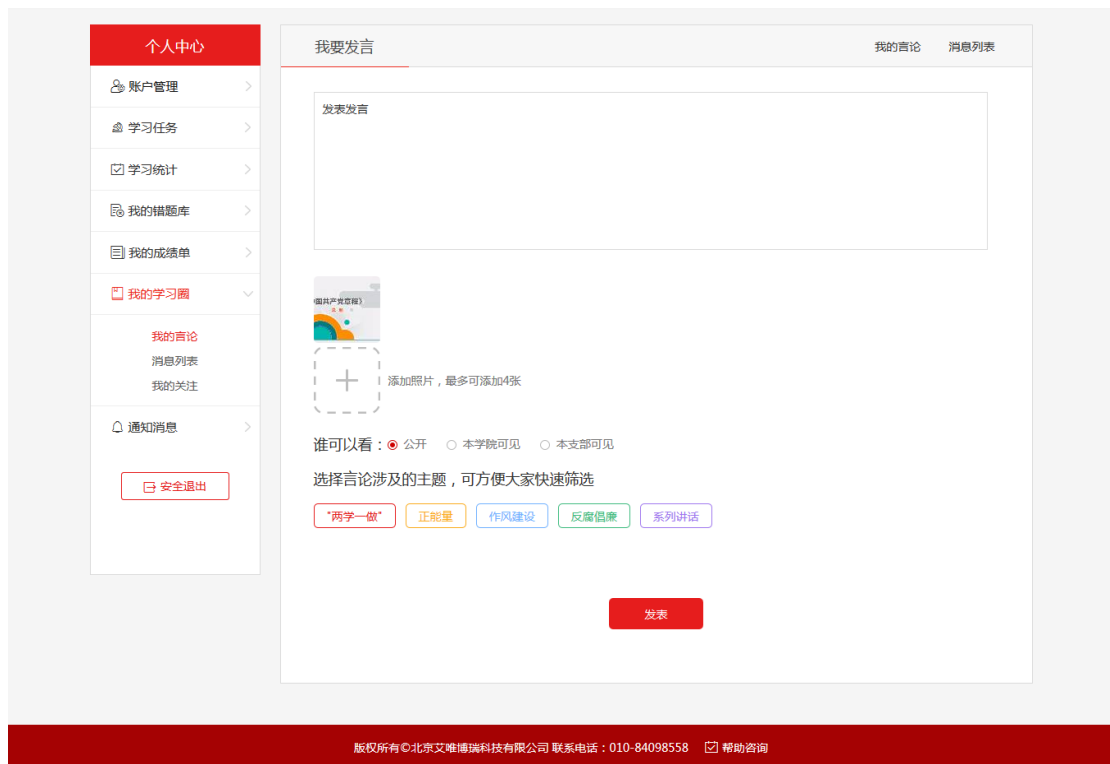 个人中心
账户管理
学习任务
学习统计
我的错题库
我的成绩单
我的学习圈
我的言论
消息列表
我的关注
通知消息
安全退出
我要发言
我的言论 消息列表
发表发言
国共产党章程》
添加照片，最多可添加4张
谁可以看：公开 本学院可见 本支部可见
选择言论涉及的主题，可方便大家快速筛选
"两学一做" 正能量 作风建设 反腐倡廉 系列讲话
发表
版权所有©北京艾唯博瑞科技有限公司 联系电话：010-84098558 帮助咨询